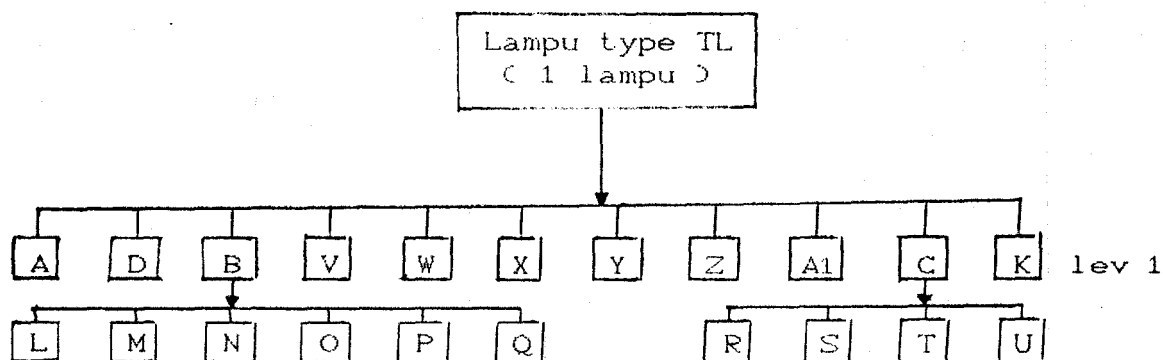 Lampu type TL
( 1 lampu )
A D B V W X Y Z A1 C K lev 1
L M N O P Q R S T U